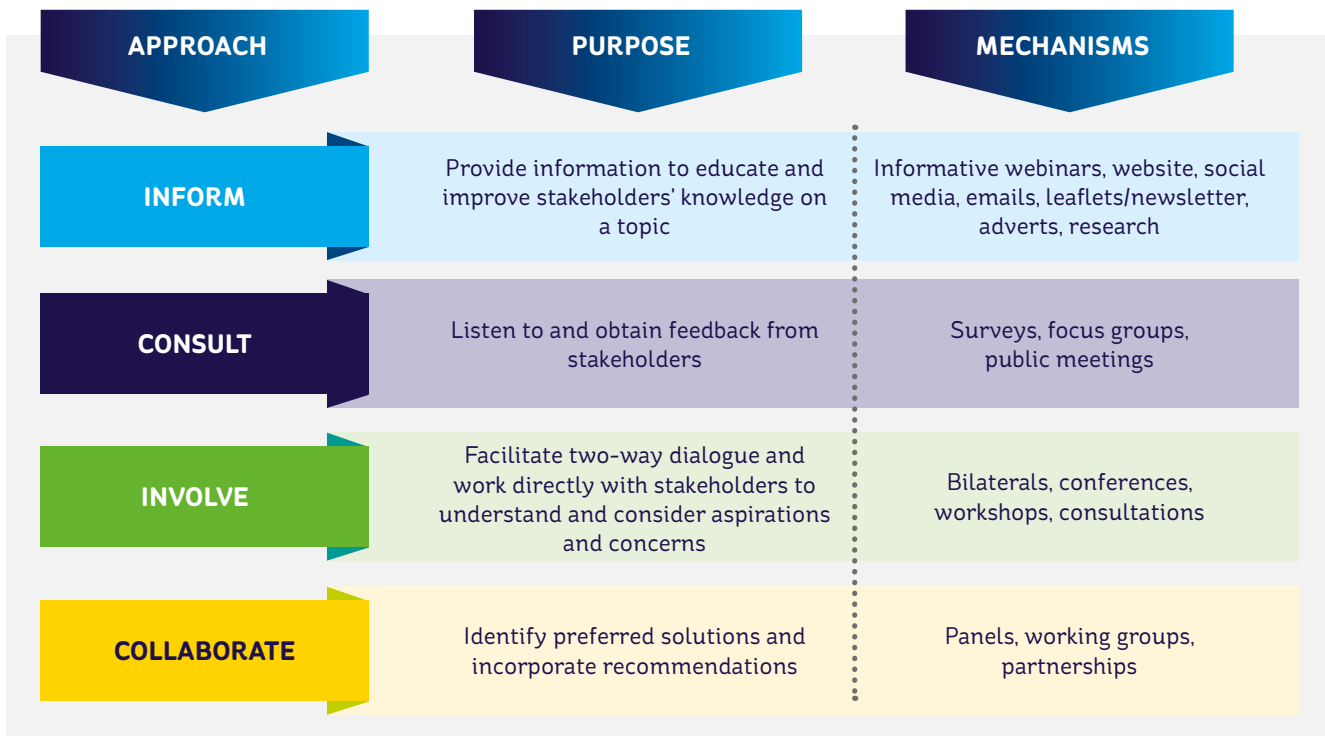 APPROACH
PURPOSE
MECHANISMS
INFORM
Provide information to educate and
improve stakeholders' knowledge on
a topic
Informative webinars, website, social
media, emails, leaflets/newsletter,
adverts, research
CONSULT
Listen to and obtain feedback from
stakeholders
Surveys, focus groups,
public meetings
INVOLVE
Facilitate two-way dialogue and
work directly with stakeholders to
understand and consider aspirations
and concerns
Bilaterals, conferences,
workshops, consultations
COLLABORATE
Identify preferred solutions and
incorporate recommendations
Panels, working groups,
partnerships